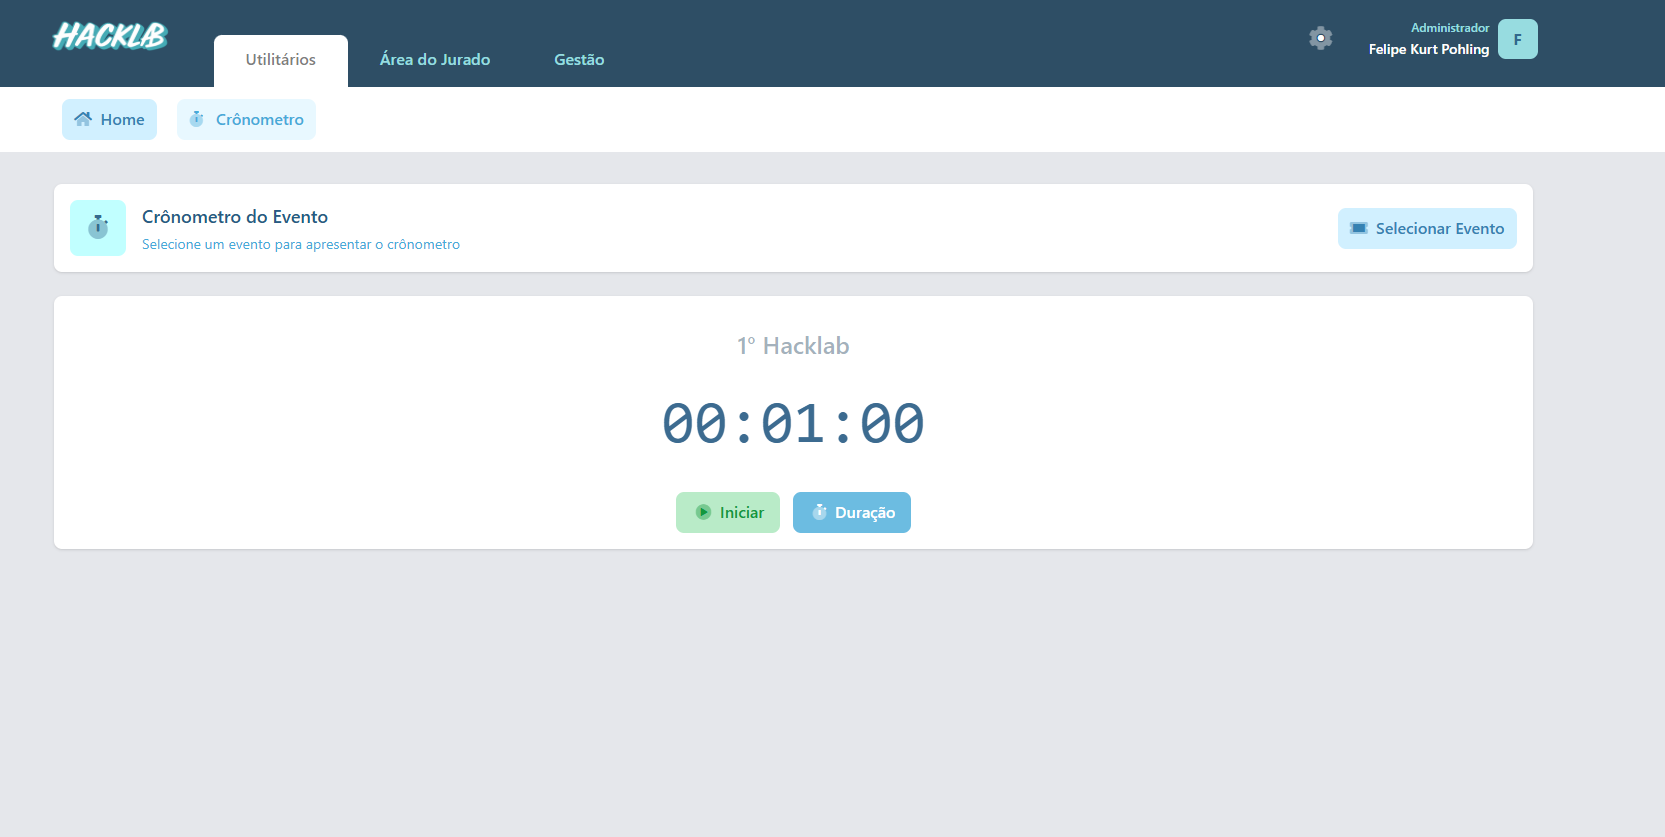 HACKLAB
Utilitários
Área do Jurado
Gestão
Administrador
Felipe Kurt Pohling
F
Home
Crônometro
Crônometro do Evento
Selecione um evento para apresentar o crônometro
Selecionar Evento
1º Hacklab
00:01:00
Iniciar
Duração